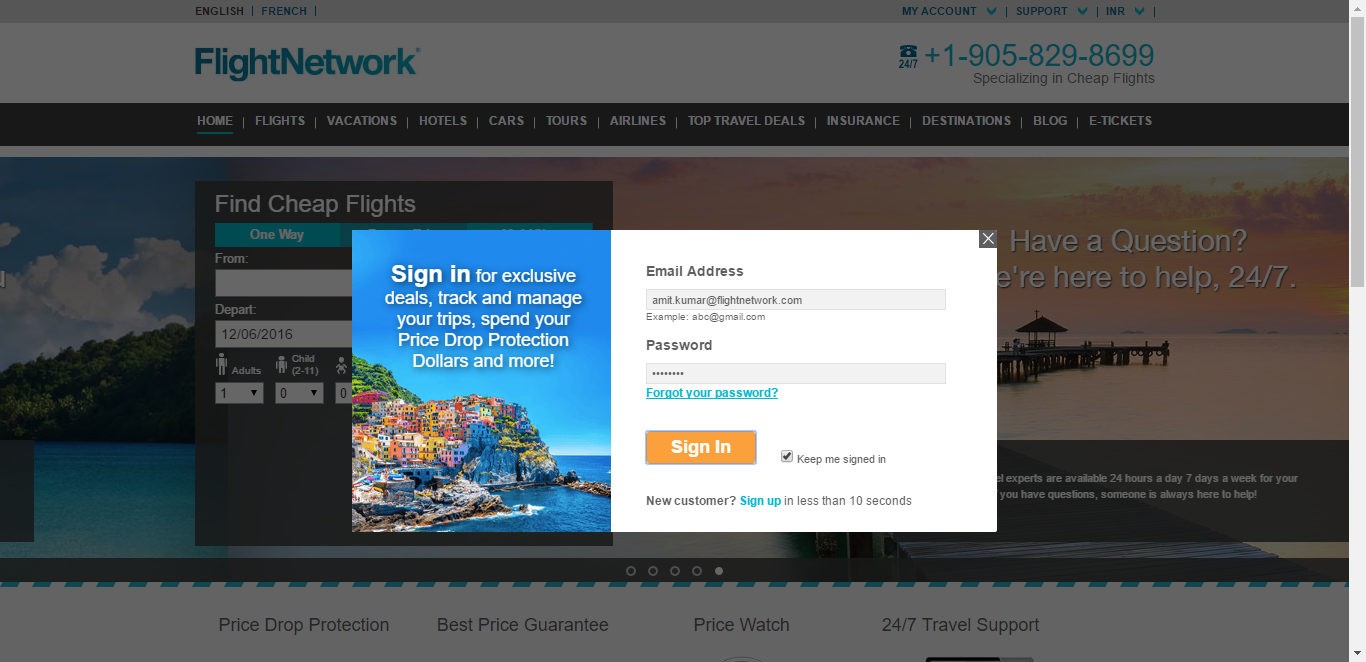 ENGLISH | FRENCH |
MY ACCOUNT | SUPPORT | INR |
FlightNetwork®
24/7 +1-905-829-8699
Specializing in Cheap Flights
HOME | FLIGHTS | VACATIONS | HOTELS | CARS | TOURS | AIRLINES | TOP TRAVEL DEALS | INSURANCE | DESTINATIONS | BLOG | E-TICKETS
Find Cheap Flights
One Way
From:
Depart:
12/06/2016
Adults
Child
(2-11)
1 0 0
Sign in for exclusive
deals, track and manage
your trips, spend your
Price Drop Protection
Dollars and more!
Email Address
amit.kumar@flightnetwork.com
Example: abc@gmail.com
Password
••••••••
Forgot your password?
Sign In
Keep me signed in
New customer? Sign up in less than 10 seconds
Have a Question?
're here to help, 24/7.
experts are available 24 hours a day 7 days a week for your
you have questions, someone is always here to help!
Price Drop Protection
Best Price Guarantee
Price Watch
24/7 Travel Support